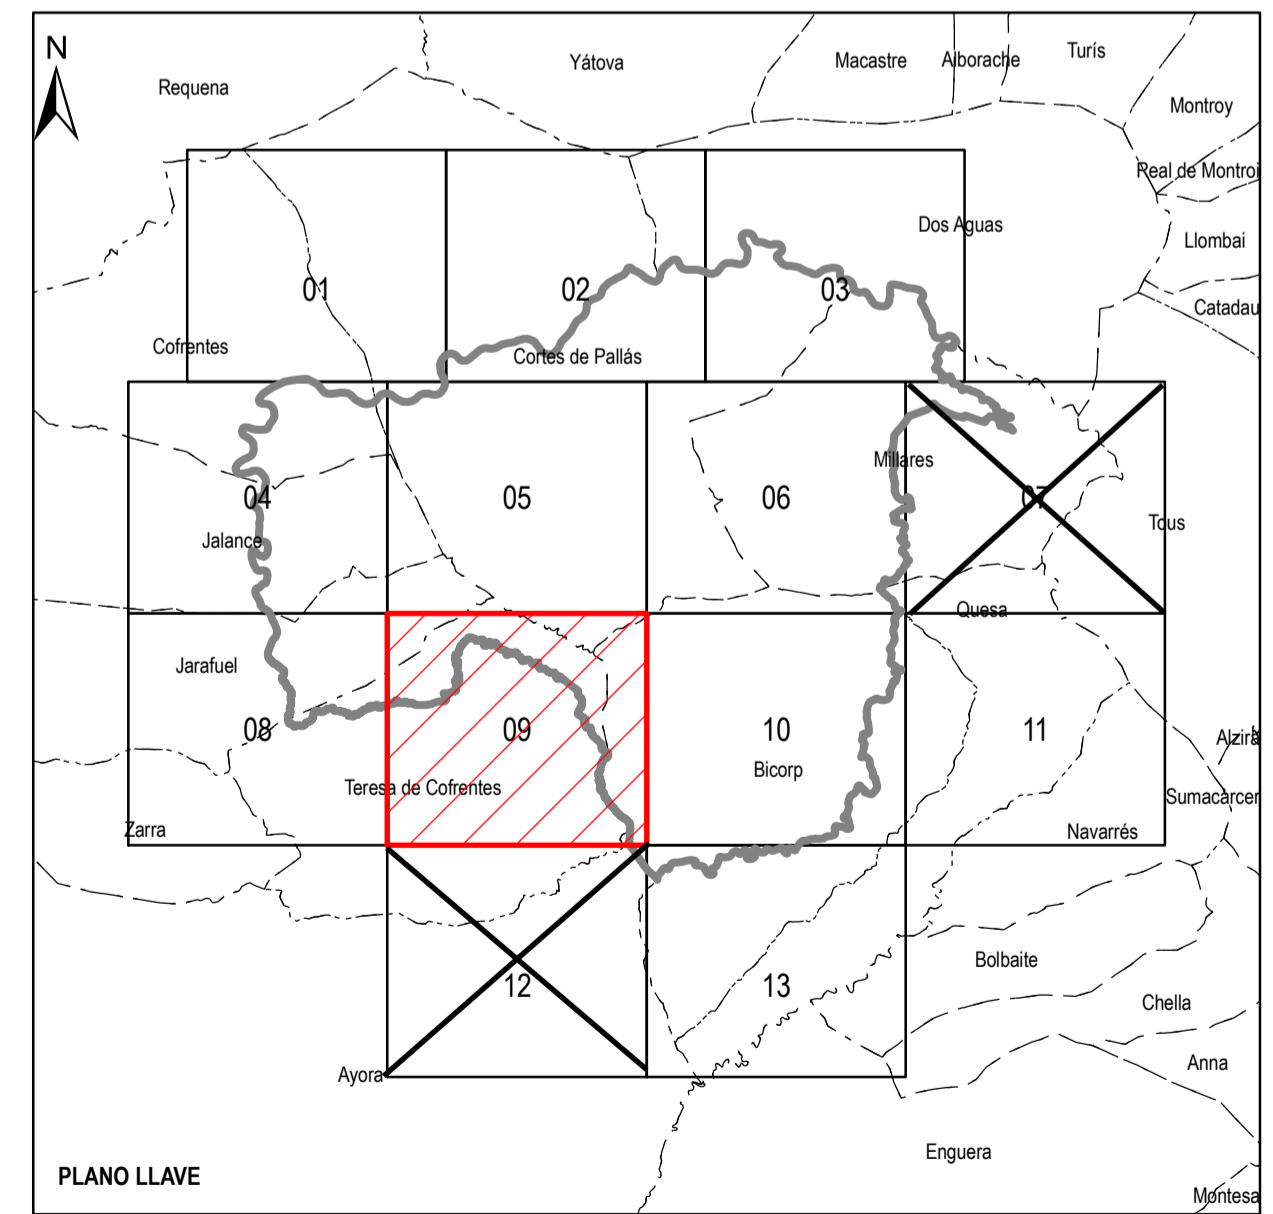 N
Requena
Yátova
Macastre
Alborache
Turís
Montroy
Real de Montroi
Dos Aguas
Llombai
01
02
03
Catadau
Cofrentes
Cortes de Pallás
Millares
04
05
06
07
Tous
Jalance
Quesa
Jarafuel
08
09
10
11
Alzira
Bicorp
Teresa de Cofrentes
Sumacàrcer
Zarra
Navarrés
Bolbaite
12
13
Chella
Anna
Ayora
Enguera
PLANO LLAVE
Montesa